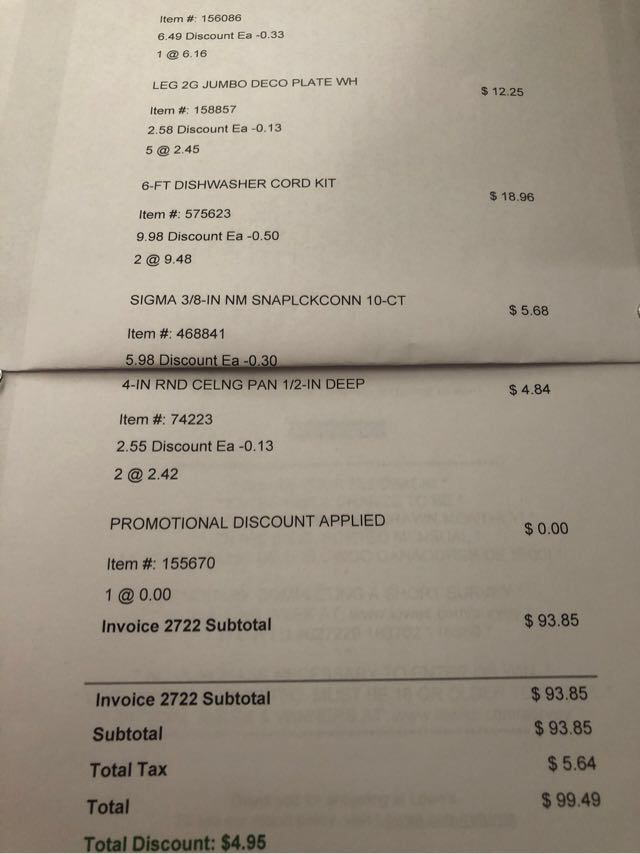 Item #: 156086
6.49 Discount Ea -0.33
1 @ 6.16
LEG 2G JUMBO DECO PLATE WH $ 12.25
Item #: 158857
2.58 Discount Ea -0.13
5 @ 2.45
6-FT DISHWASHER CORD KIT $ 18.96
Item #: 575623
9.98 Discount Ea -0.50
2 @ 9.48
SIGMA 3/8-IN NM SNAPLCKCONN 10-CT $ 5.68
Item #: 468841
5.98 Discount Ea -0.30
4-IN RND CELNG PAN 1/2-IN DEEP $ 4.84
Item #: 74223
2.55 Discount Ea -0.13
2 @ 2.42
PROMOTIONAL DISCOUNT APPLIED $ 0.00
Item #: 155670
1 @ 0.00
Invoice 2722 Subtotal $ 93.85
Invoice 2722 Subtotal $ 93.85
Subtotal $ 93.85
Total Tax $ 5.64
Total $ 99.49
Total Discount: $4.95